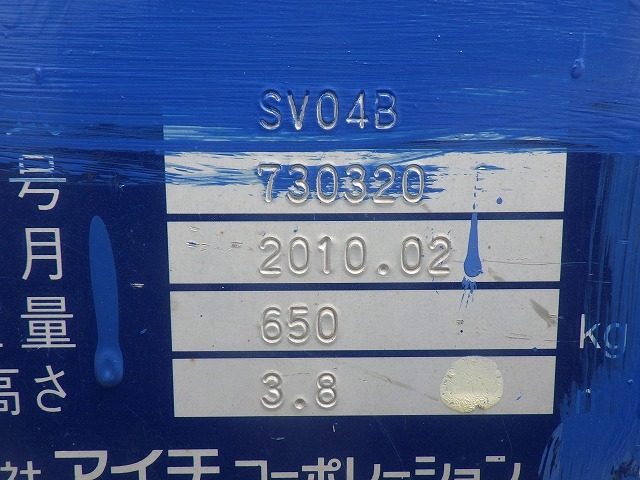 SV04B
号 730320
月 2010.02
量 650 kg
高さ 3.8
社 アイチコーポレーション